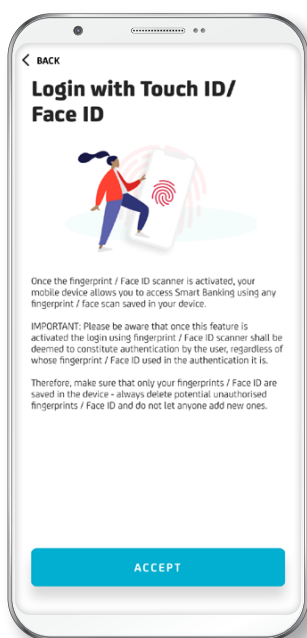 BACK
Login with Touch ID/
Face ID
Once the fingerprint / Face ID scanner is activated, your
mobile device allows you to access Smart Banking using any
fingerprint / face scan saved in your device.
IMPORTANT: Please be aware that once this feature is
activated the login using fingerprint / Face ID scanner shall be
deemed to constitute authentication by the user, regardless of
whose fingerprint / Face ID used in the authentication it is.
Therefore, make sure that only your fingerprints / Face ID are
saved in the device - always delete potential unauthorised
fingerprints / Face ID and do not let anyone add new ones.
ACCEPT